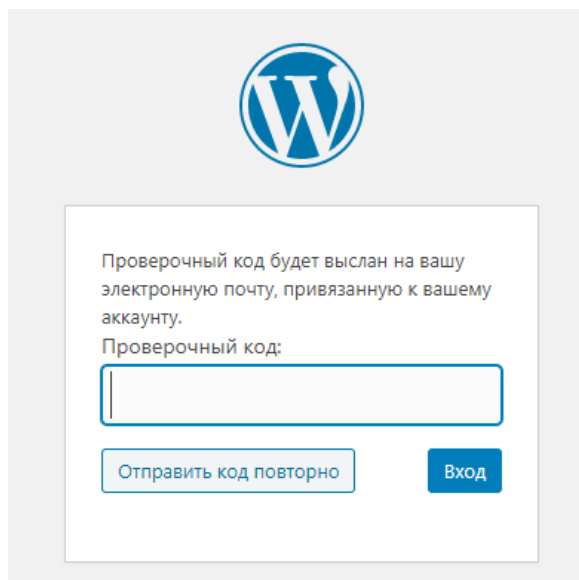 Проверочный код будет выслан на вашу
электронную почту, привязанную к вашему
аккаунту.
Проверочный код:
Отправить код повторно
Вход